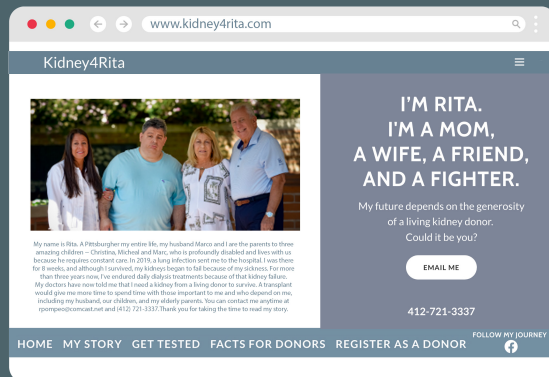 www.kidney4rita.com
Kidney4Rita
I'M RITA.
I'M A MOM,
A WIFE, A FRIEND,
AND A FIGHTER.
My future depends on the generosity
of a living kidney donor.
Could it be you?
EMAIL ME
412-721-3337
My name is Rita. A Pittsburgher my entire life, my husband Marco and I are the parents to three
amazing children – Christina, Micheal and Marc, who is profoundly disabled and lives with us
because he requires constant care. In 2019, a lung infection sent me to the hospital. I was there
for 8 weeks, and although I survived, my kidneys began to fail because of my sickness. For more
than three years now, I've endured daily dialysis treatments because of that kidney failure.
My doctors have now told me that I need a kidney from a living donor to survive. A transplant
would give me more time to spend time with those important to me and who depend on me,
including my husband, our children, and my elderly parents. You can contact me anytime at
rpompeo@comcast.net and (412) 721-3337.Thank you for taking the time to read my story.
HOME MY STORY GET TESTED FACTS FOR DONORS REGISTER AS A DONOR
FOLLOW MY JOURNEY